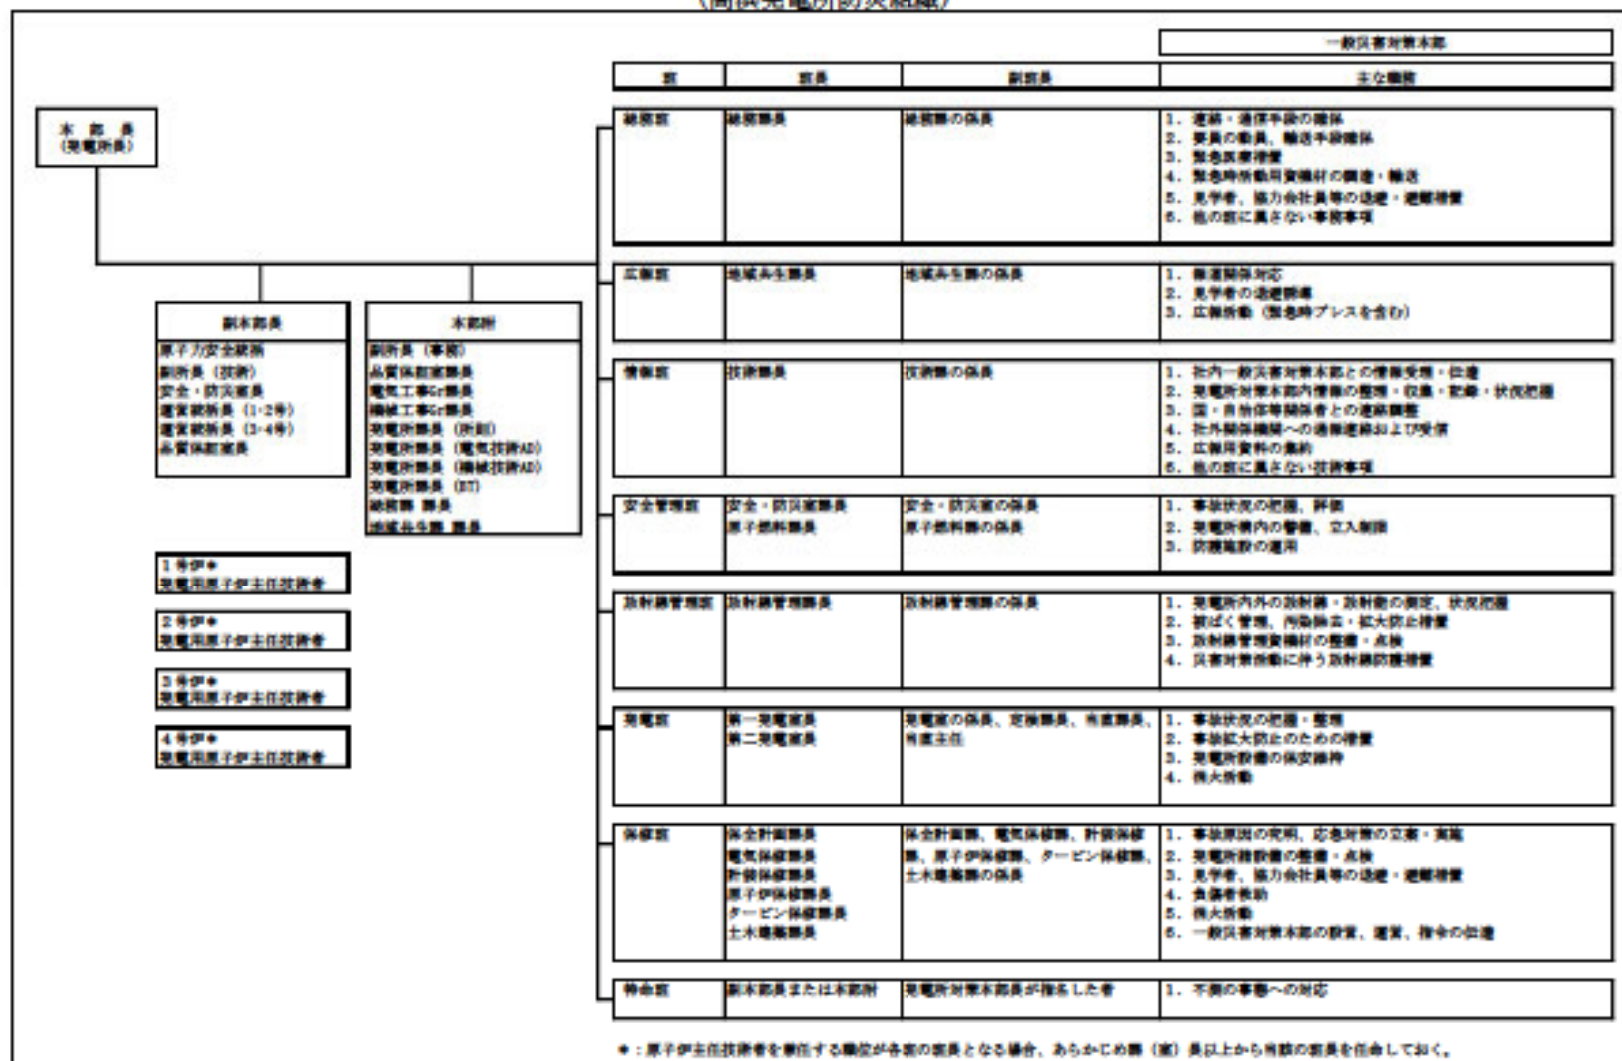 (高浜発電所防災組織)
一般災害対策本部
班 班長 副班長 主な職務
本部長
(発電所長)
副本部長
原子力安全統括
副所長（技術）
安全・防災室長
運営統括長（1・2号）
運営統括長（3・4号）
品質保証室長
本部附
副所長（事務）
品質保証室課長
電気工事Gr課長
機械工事Gr課長
発電所課長（所則）
発電所課長（電気技術AD）
発電所課長（機械技術AD）
発電所課長
総務課 課長
地域共生課 課長
1号炉*
発電用原子炉主任技術者
2号炉*
発電用原子炉主任技術者
3号炉*
発電用原子炉主任技術者
4号炉*
発電用原子炉主任技術者
総務班 総務課長 総務課の係長
1. 連絡・通信手段の確保
2. 要員の動員、輸送手段確保
3. 緊急医療措置
4. 緊急時活動用資機材の調達・輸送
5. 見学者、協力会社員等の退避・避難措置
6. 他の班に属さない事務事項
広報班 地域共生課長 地域共生課の係長
1. 報道関係対応
2. 見学者の退避誘導
3. 広報活動（緊急時プレスを含む）
情報班 技術課長 技術課の係長
1. 社内一般災害対策本部との情報受理・伝達
2. 発電所対策本部内情報の整理・収集・記録・状況把握
3. 国・自治体等関係者との連絡調整
4. 社外関係機関への通報連絡および受信
5. 広報用資料の集約
6. 他の班に属さない技術事項
安全管理班 安全・防災室課長 安全・防災室の係長
原子燃料課長 原子燃料課の係長
1. 事故状況の把握、評価
2. 発電所構内の警備、立入制限
3. 防護施設の運用
放射線管理班 放射線管理課長 放射線管理課の係長
1. 発電所内外の放射線・放射能の測定、状況把握
2. 被ばく管理、汚染除去・拡大防止措置
3. 放射線管理資機材の整備・点検
4. 災害対策活動に伴う放射線防護措置
発電班 第一発電室長 発電室の係長、定検課長、当直課長、
第二発電室長 当直主任
1. 事故状況の把握・整理
2. 事故拡大防止のための措置
3. 発電所設備の保安維持
4. 消火活動
保修班 保全計画課長 保全計画課、電気保修課、計装保修
電気保修課長 課、原子炉保修課、タービン保修課、
計装保修課長 土木建築課の係長
原子炉保修課長
タービン保修課長
土木建築課長
1. 事故原因の究明、応急対策の立案・実施
2. 発電所諸設備の整備・点検
3. 見学者、協力会社員等の退避・避難措置
4. 負傷者救助
5. 消火活動
6. 一般災害対策本部の設営、運営、指令の伝達
特命班 副本部長または本部附 発電所対策本部長が指名した者 1. 不測の事態への対応
*：原子炉主任技術者を兼任する職位が各班の班長となる場合、あらかじめ課（室）長以上から当該の班長を任命しておく。